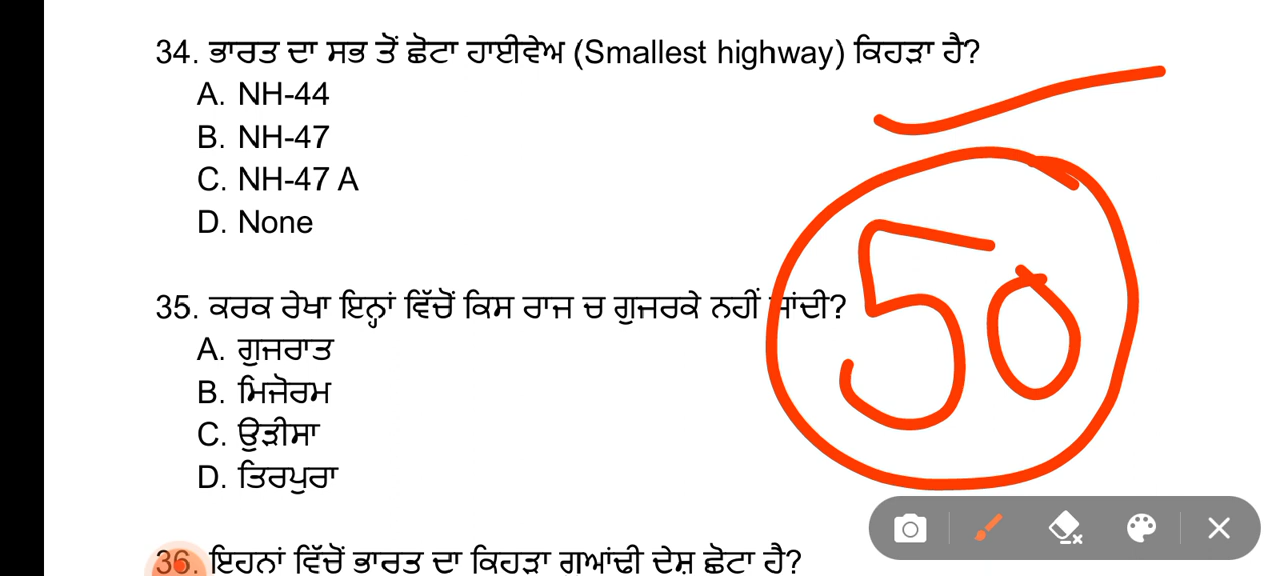 34. ਭਾਰਤ ਦਾ ਸਭ ਤੋਂ ਛੋਟਾ ਹਾਈਵੇਅ (Smallest highway) ਕਿਹੜਾ ਹੈ?
A. NH-44
B. NH-47
C. NH-47 A
D. None
35. ਕਰਕ ਰੇਖਾ ਇਨ੍ਹਾਂ ਵਿੱਚੋਂ ਕਿਸ ਰਾਜ ਚ ਗੁਜਰਕੇ ਨਹੀਂ ਜਾਂਦੀ?
50
A. ਗੁਜਰਾਤ
B. ਮਿਜੋਰਮ
C. ਉੜੀਸਾ
D. ਤਿਰਪੁਰਾ
36. ਇਹਨਾਂ ਵਿੱਚੋਂ ਭਾਰਤ ਦਾ ਕਿਹੜਾ ਗੁਆਂਢੀ ਦੇਸ਼ ਛੋਟਾ ਹੈ?